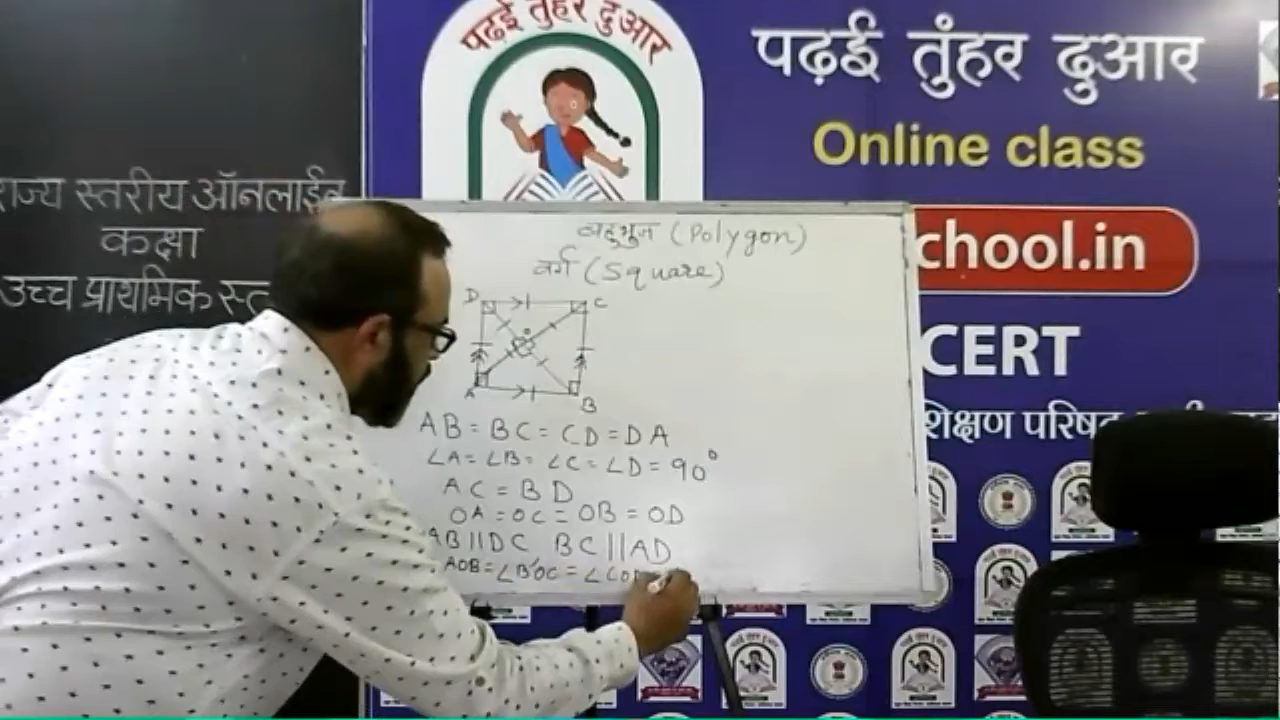 पढ़ई तुंहर दुआर
पढ़ई तुंहर दुआर
Online class
chool.in
CERT
शिक्षण परिषद
राज्य स्तरीय ऑनलाईन
कक्षा
उच्च प्राथमिक स्त
बहुभुज (Polygon)
वर्ग (Square)
D C
O
A B
AB = BC = CD = DA
∠A = ∠B = ∠C = ∠D = 90°
AC = BD
OA = OC = OB = OD
AB || DC BC || AD
AOB = ∠BOC = ∠COD